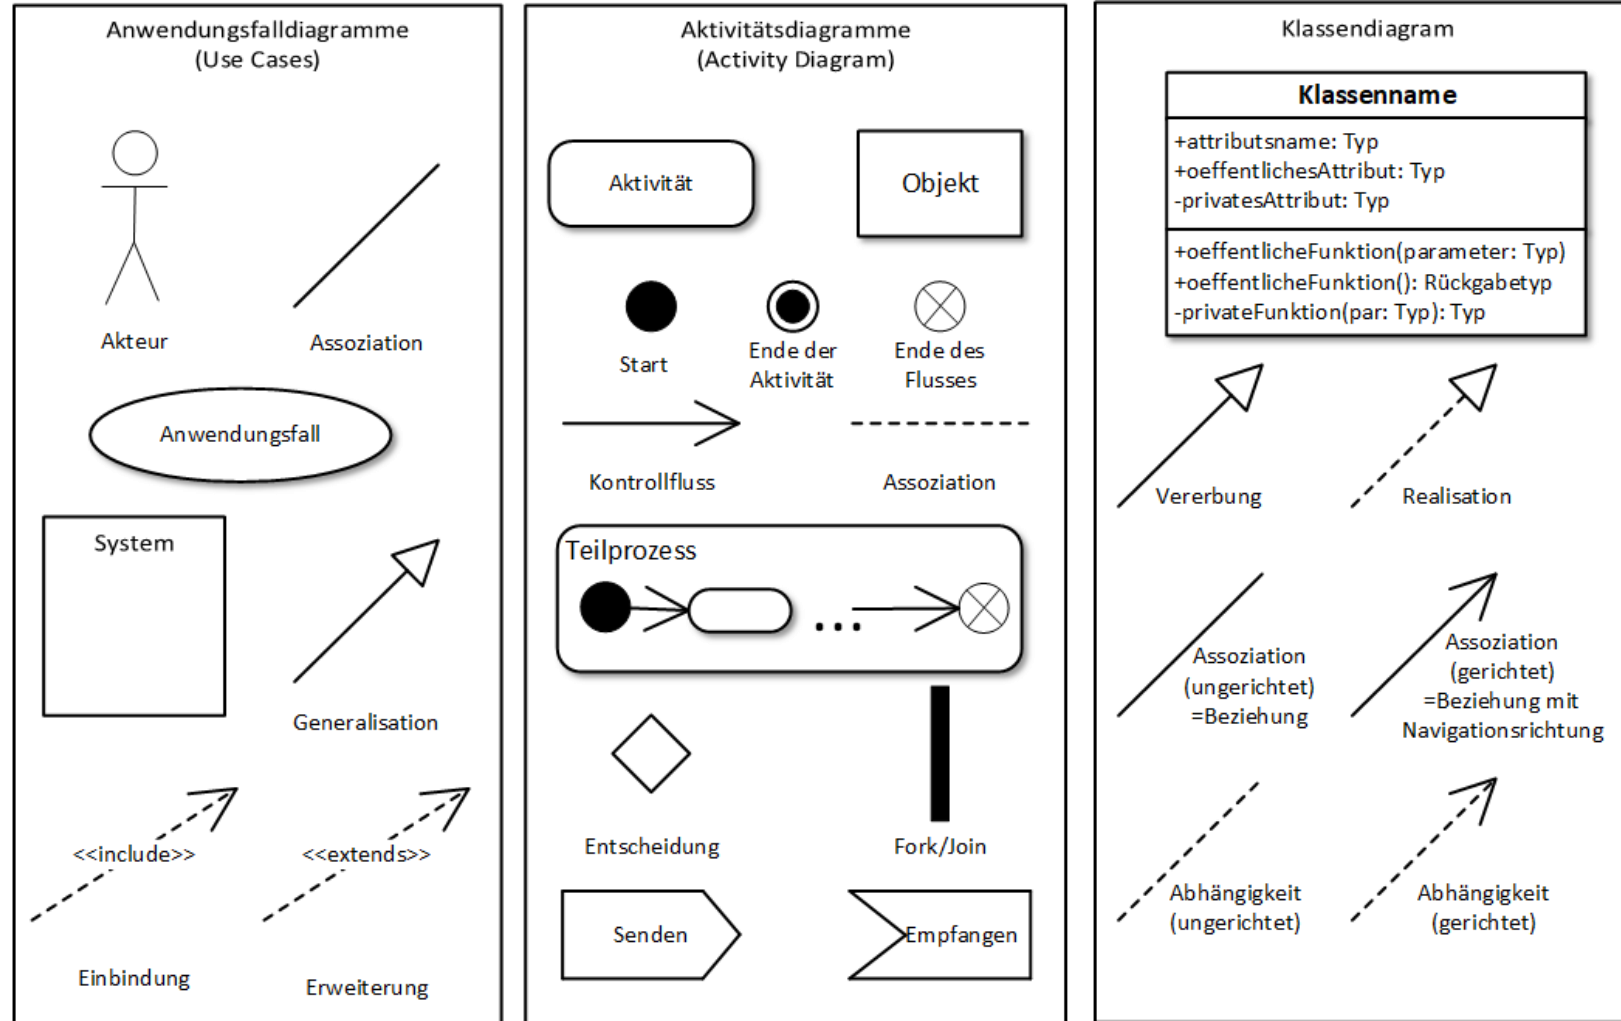 Anwendungsfalldiagramme
(Use Cases)
Akteur
Assoziation
Anwendungsfall
System
Generalisation
<<include>>
<<extends>>
Einbindung
Erweiterung
Aktivitätsdiagramme
(Activity Diagram)
Aktivität
Objekt
Start
Ende der
Aktivität
Ende des
Flusses
Kontrollfluss
Assoziation
Teilprozess
...
Entscheidung
Fork/Join
Senden
Empfangen
Klassendiagram
Klassenname
+attributsname: Typ
+oeffentlichesAttribut: Typ
-privatesAttribut: Typ
+oeffentlicheFunktion(parameter: Typ)
+oeffentlicheFunktion(): Rückgabetyp
-privateFunktion(par: Typ): Typ
Vererbung
Realisation
Assoziation
(ungerichtet)
=Beziehung
Assoziation
(gerichtet)
=Beziehung mit
Navigationsrichtung
Abhängigkeit
(ungerichtet)
Abhängigkeit
(gerichtet)